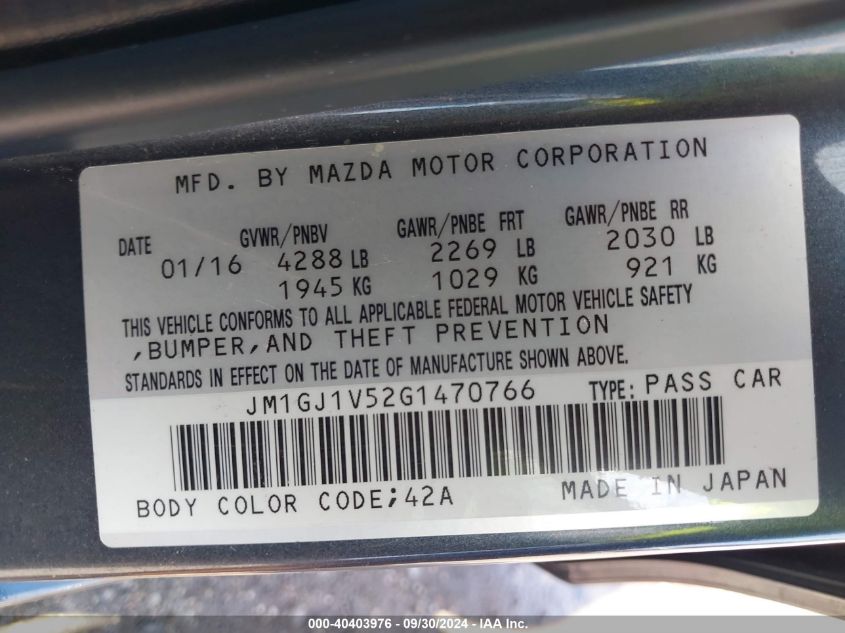 MFD. BY MAZDA MOTOR CORPORATION
DATE GVWR/PNBV GAWR/PNBE FRT GAWR/PNBE RR
01/16 4288 LB 2269 LB 2030 LB
1945 KG 1029 KG 921 KG
THIS VEHICLE CONFORMS TO ALL APPLICABLE FEDERAL MOTOR VEHICLE SAFETY
,BUMPER,AND THEFT PREVENTION
STANDARDS IN EFFECT ON THE DATE OF MANUFACTURE SHOWN ABOVE.
JM1GJ1V52G1470766 TYPE: PASS CAR
BODY COLOR CODE;42A MADE IN JAPAN
000-40403976 - 09/30/2024 - IAA Inc.